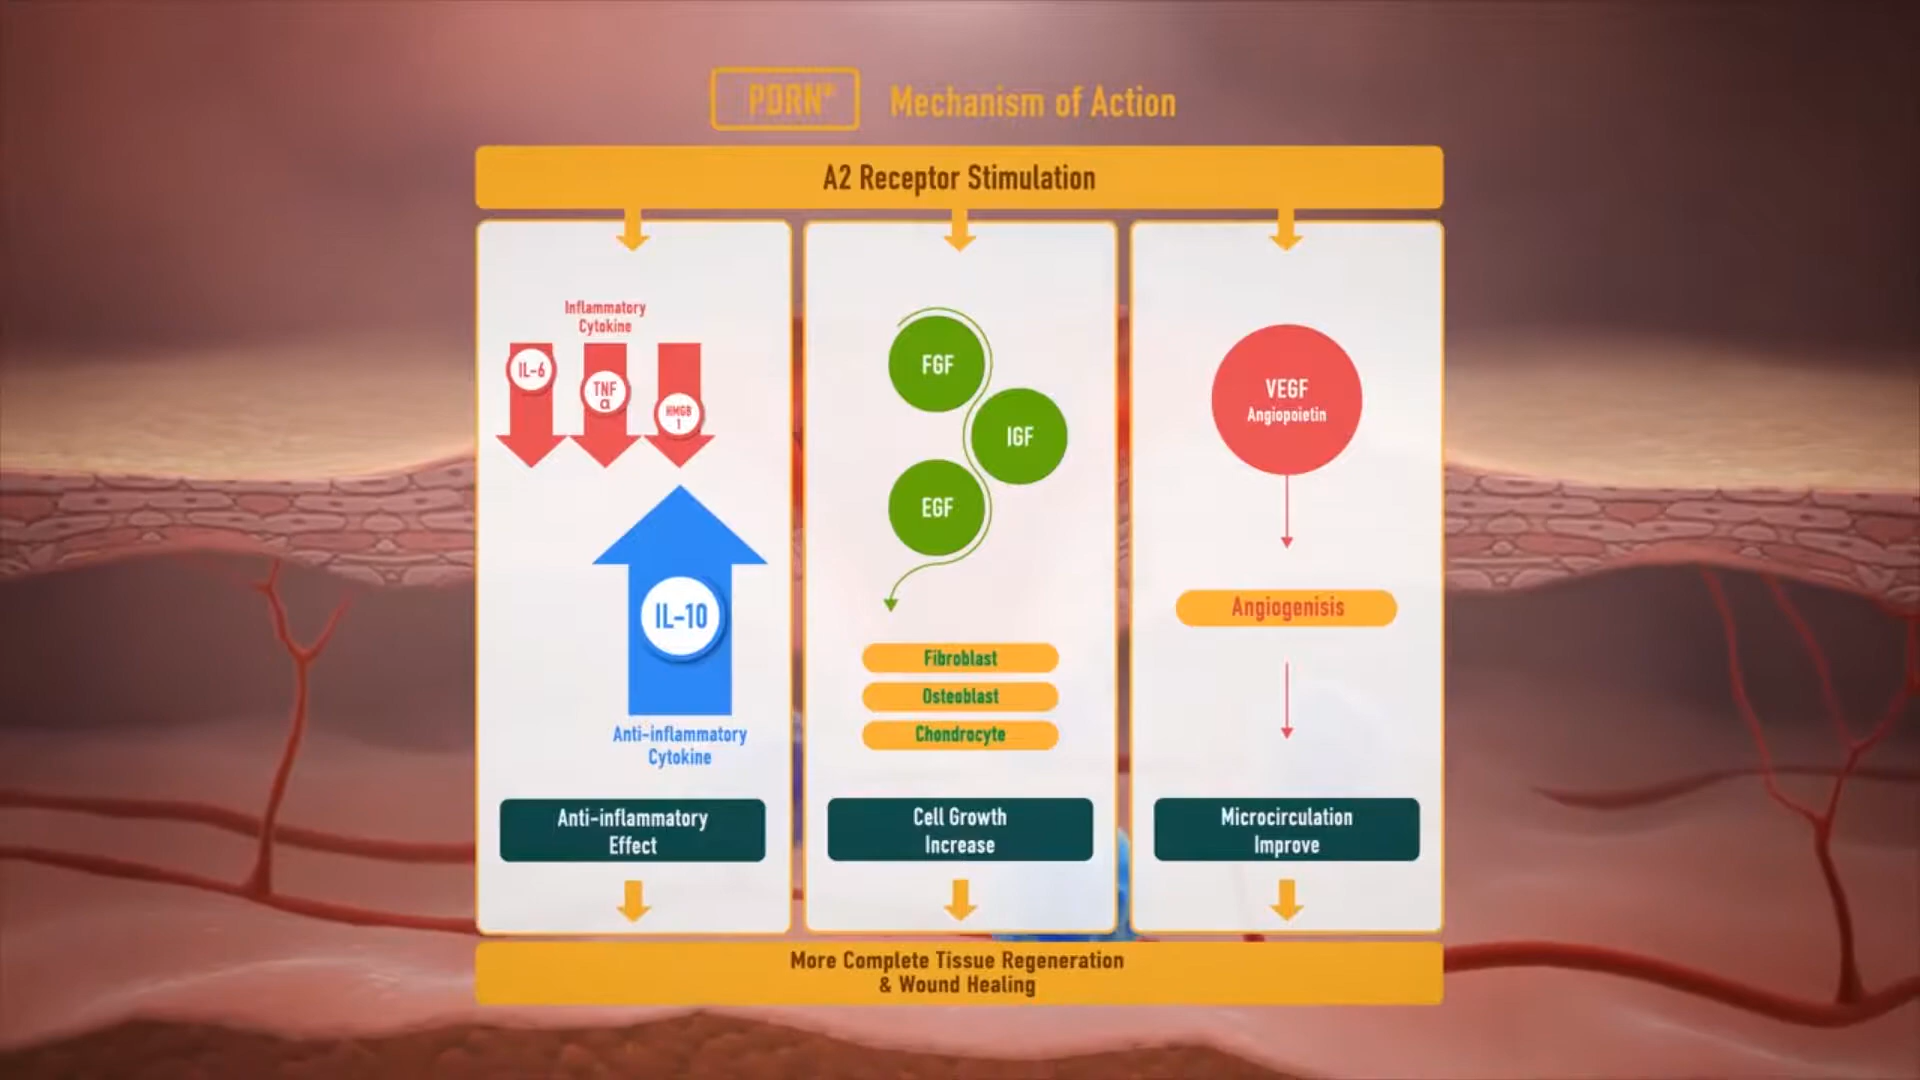 PDRN®
Mechanism of Action
A2 Receptor Stimulation
Inflammatory
Cytokine
IL-6
TNF
α
HMGB
1
IL-10
Anti-inflammatory
Cytokine
Anti-inflammatory
Effect
FGF
IGF
EGF
Fibroblast
Osteoblast
Chondrocyte
Cell Growth
Increase
VEGF
Angiopoietin
Angiogenisis
Microcirculation
Improve
More Complete Tissue Regeneration
& Wound Healing